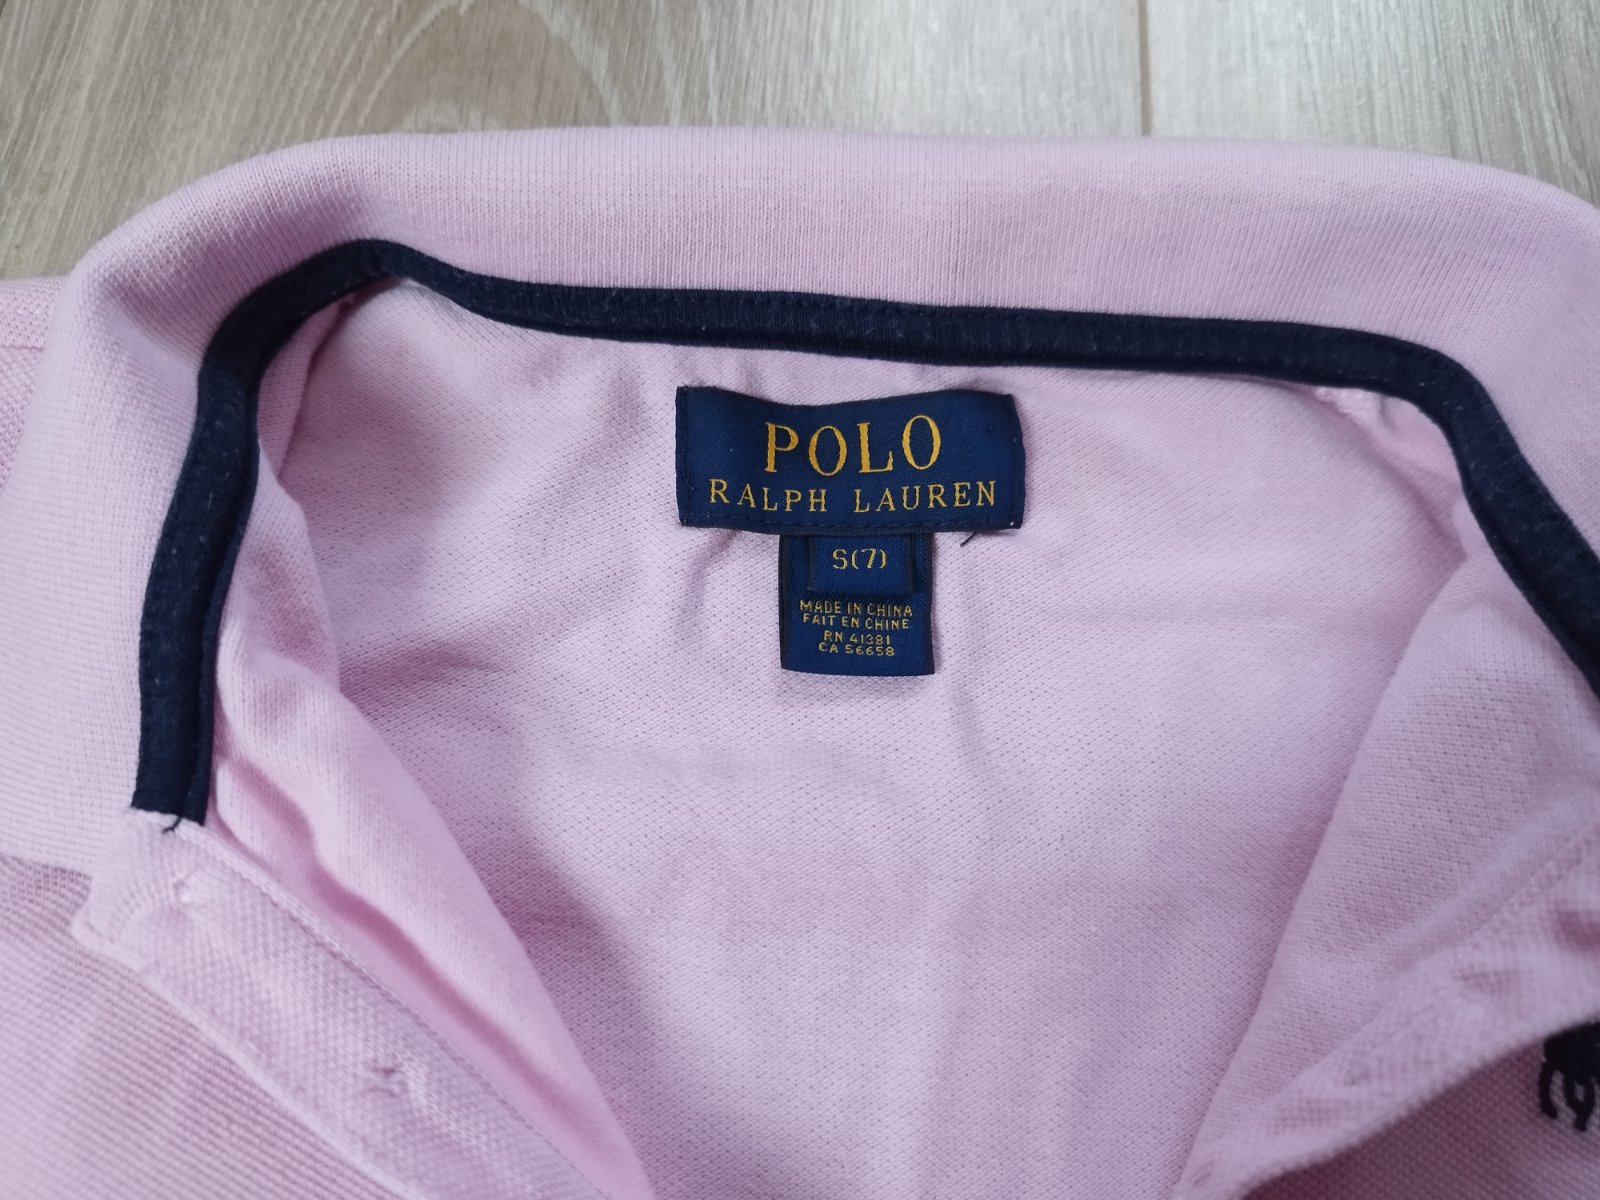 POLO
RALPH LAUREN
S(7)
MADE IN CHINA
FAIT EN CHINE
RN 41381
CA 56658